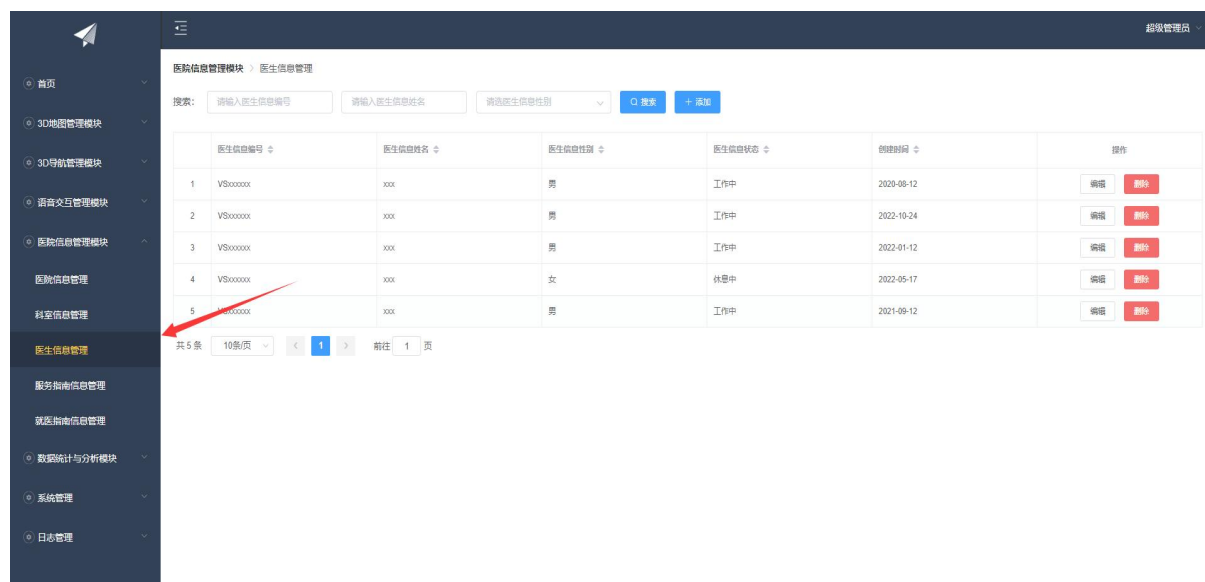 超级管理员
首页
3D地图管理模块
3D导航管理模块
语音交互管理模块
医院信息管理模块
医院信息管理
科室信息管理
医生信息管理
服务指南信息管理
就医指南信息管理
数据统计与分析模块
系统管理
日志管理
医院信息管理模块 > 医生信息管理
搜索: 请输入医生信息编号 请输入医生信息姓名 请选医生信息性别 搜索 + 添加
医生信息编号 医生信息姓名 医生信息性别 医生信息状态 创建时间 操作
1 VSxxxxxx xxx 男 工作中 2020-08-12 编辑 删除
2 VSxxxxxx xxx 男 工作中 2022-10-24 编辑 删除
3 VSxxxxxx xxx 男 工作中 2022-01-12 编辑 删除
4 VSxxxxxx xxx 女 休息中 2022-05-17 编辑 删除
5 VSxxxxxx xxx 男 工作中 2021-09-12 编辑 删除
共 5 条 10条/页 < 1 > 前往 1 页